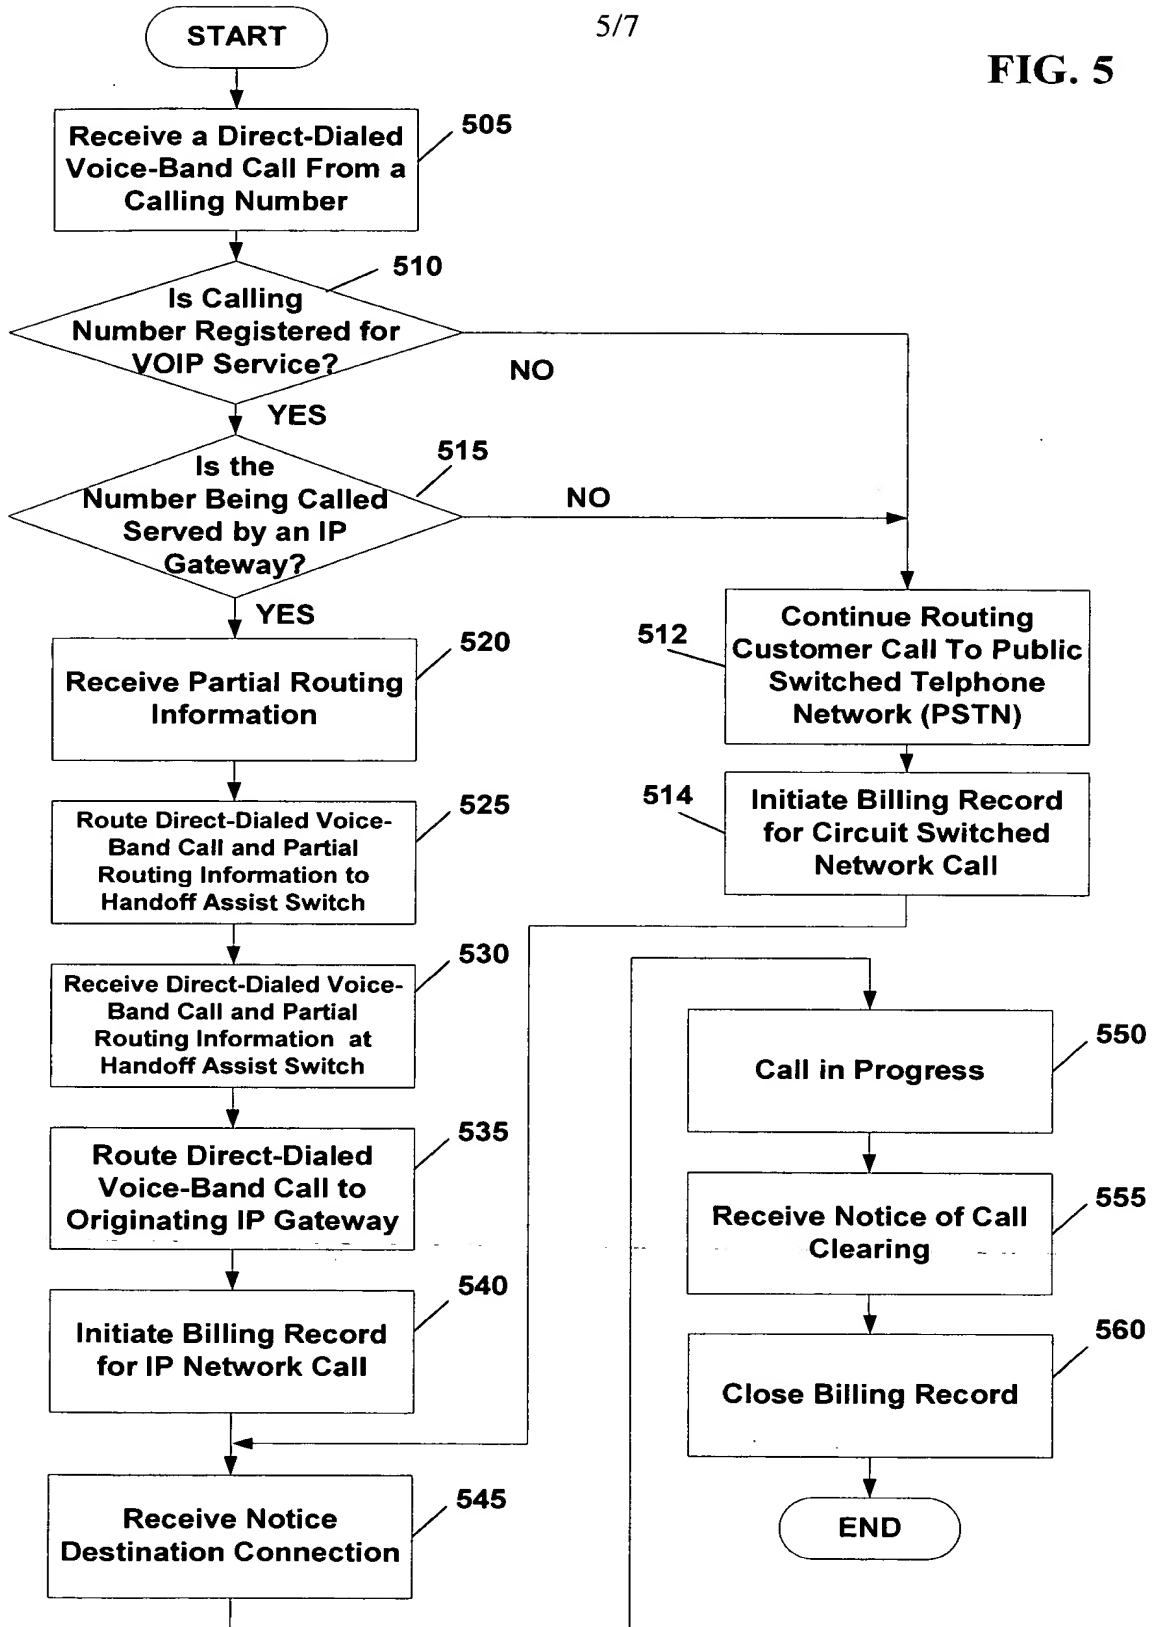 START
5/7
FIG. 5
Receive a Direct-Dialed
Voice-Band Call From a
Calling Number
505
510
Is Calling
Number Registered for
VOIP Service?
NO
YES
515
Is the
Number Being Called
Served by an IP
Gateway?
NO
YES
520
Receive Partial Routing
Information
512
Continue Routing
Customer Call To Public
Switched Telphone
Network (PSTN)
525
Route Direct-Dialed Voice-
Band Call and Partial
Routing Information to
Handoff Assist Switch
514
Initiate Billing Record
for Circuit Switched
Network Call
530
Receive Direct-Dialed Voice-
Band Call and Partial
Routing Information at
Handoff Assist Switch
535
Route Direct-Dialed
Voice-Band Call to
Originating IP Gateway
540
Initiate Billing Record
for IP Network Call
545
Receive Notice
Destination Connection
550
Call in Progress
555
Receive Notice of Call
Clearing
560
Close Billing Record
END